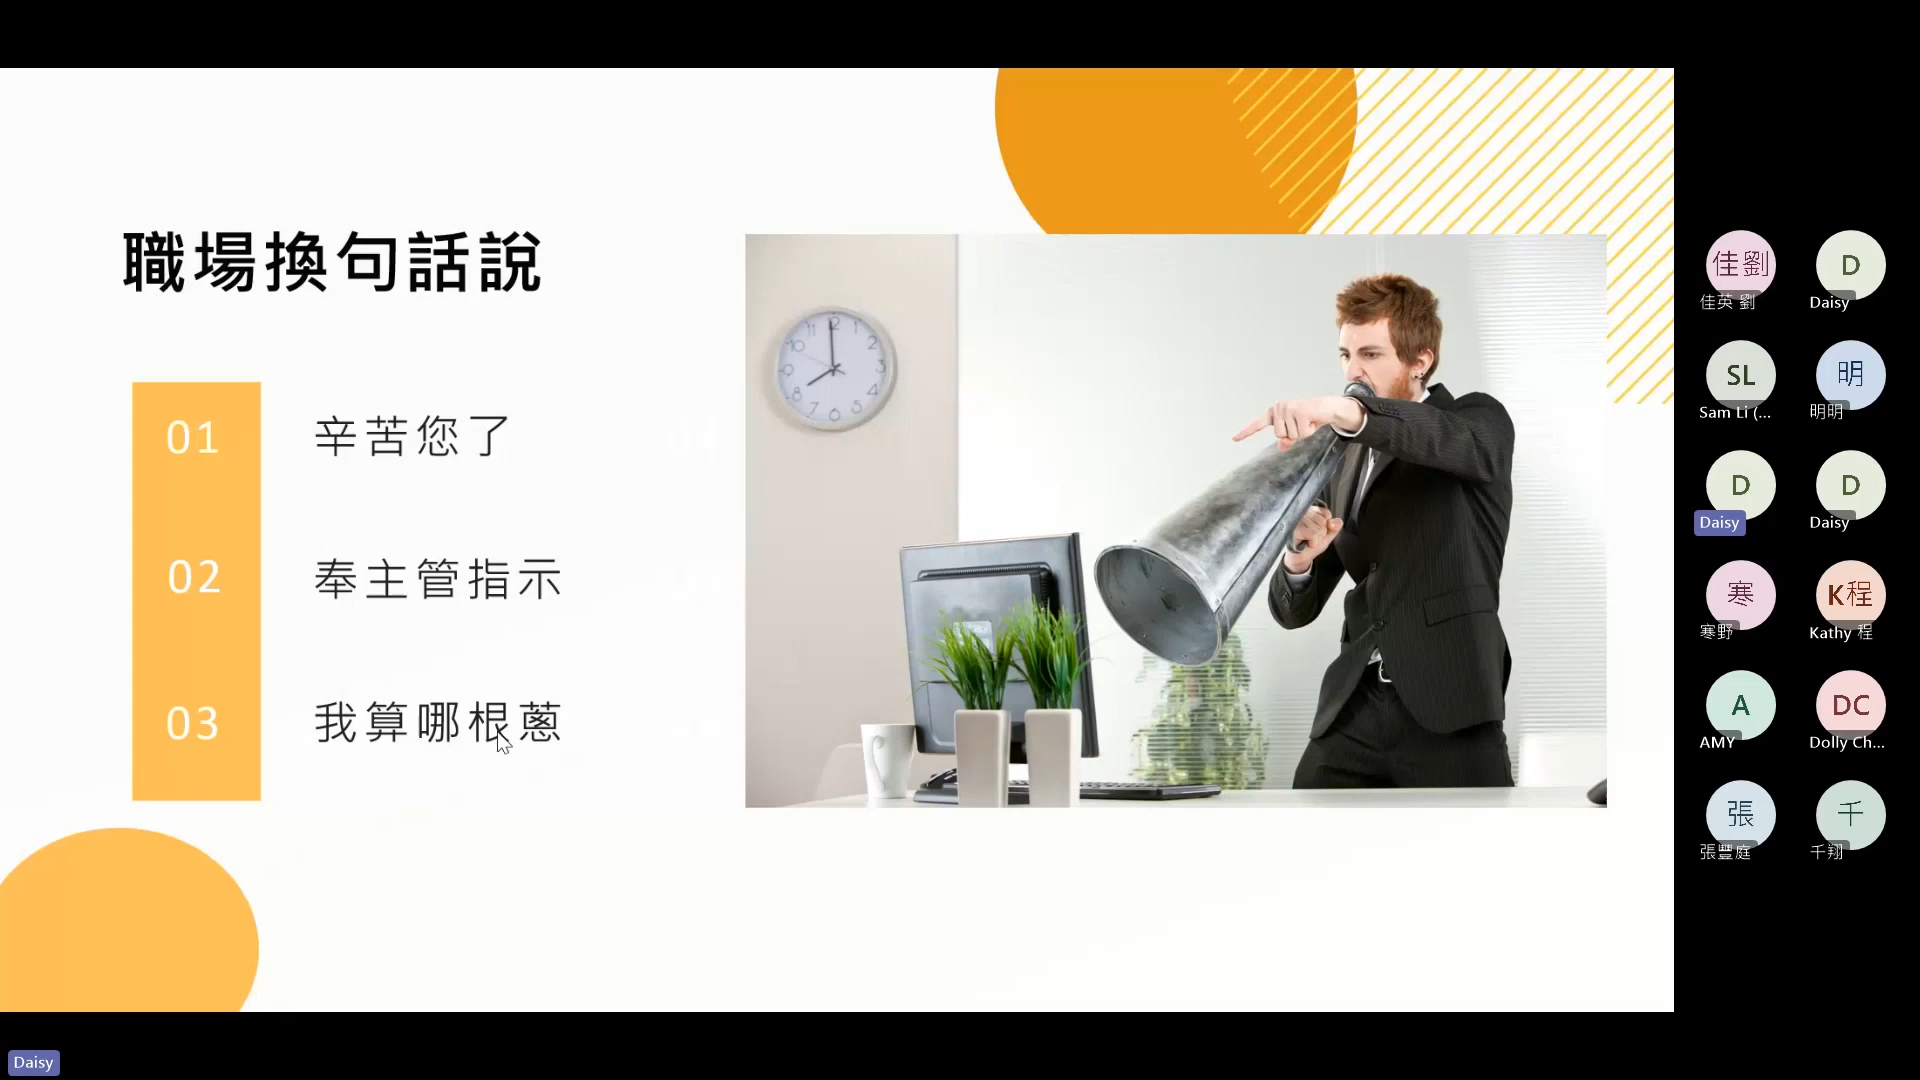 職場換句話說
01 辛苦您了
02 奉主管指示
03 我算哪根蔥
佳劉
佳英 劉
D
Daisy
SL
Sam Li (...
明
明明
D
Daisy
D
Daisy
寒
寒野
K程
Kathy 程
A
AMY
DC
Dolly Ch...
張
張豐庭
千
千翔
Daisy